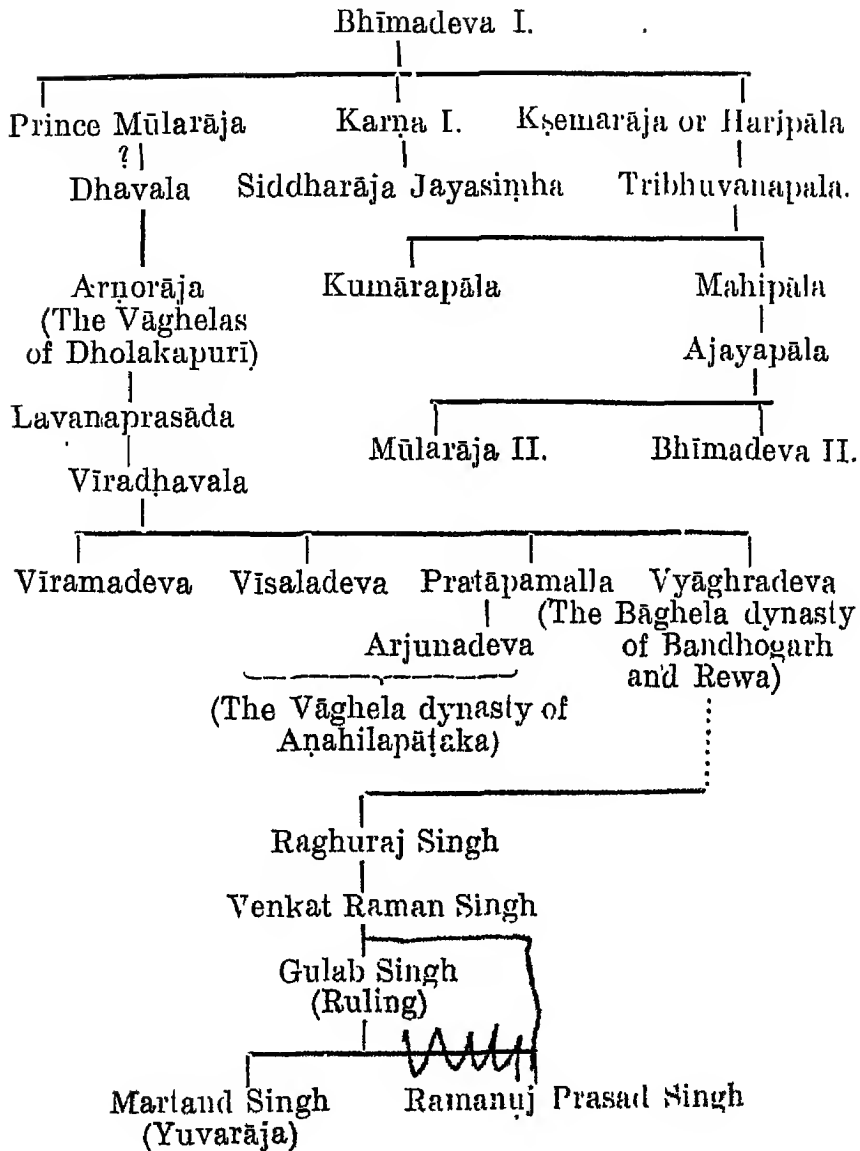 Bhīmadeva I.
Prince Mūlarāja Karṇa I. Kṣemarāja or Haripāla
?
Dhavala Siddharāja Jayasiṃha Tribhuvanapala.
Arṇorāja Kumārapāla Mahipāla
(The Vāghelas
of Dholakapurī) Ajayapāla
Lavanaprasāda
Mūlarāja II. Bhīmadeva II.
Vīradhavala
Vīramadeva Vīsaladeva Pratāpamalla Vyāghradeva
(The Bāghela dynasty
Arjunadeva of Bandhogarh
and Rewa)
(The Vāghela dynasty of
Aṇahilapāṭaka)
Raghuraj Singh
Venkat Raman Singh
Gulab Singh
(Ruling)
Martand Singh Ramanuj Prasad Singh
(Yuvarāja)